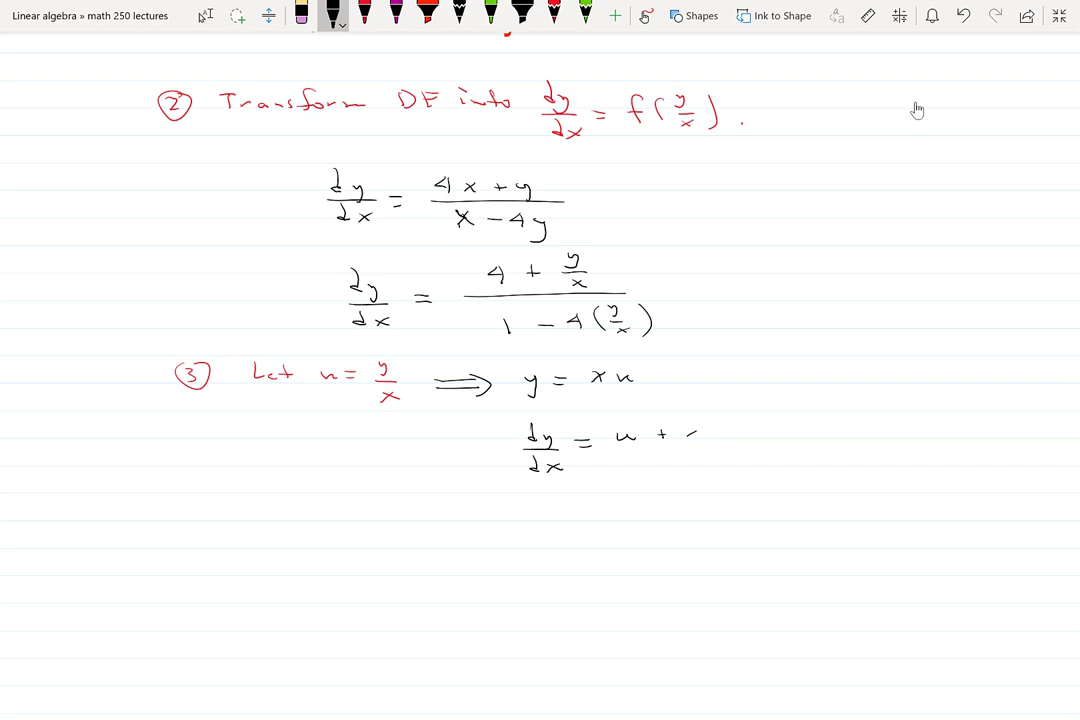 Linear algebra » math 250 lectures
Shapes
Ink to Shape
② Transform DE into dy/dx = f(y/x).
dy/dx = (4x + y)/(x - 4y)
dy/dx = (4 + y/x)/(1 - 4(y/x))
③ Let u = y/x ⟹ y = xu
dy/dx = u +